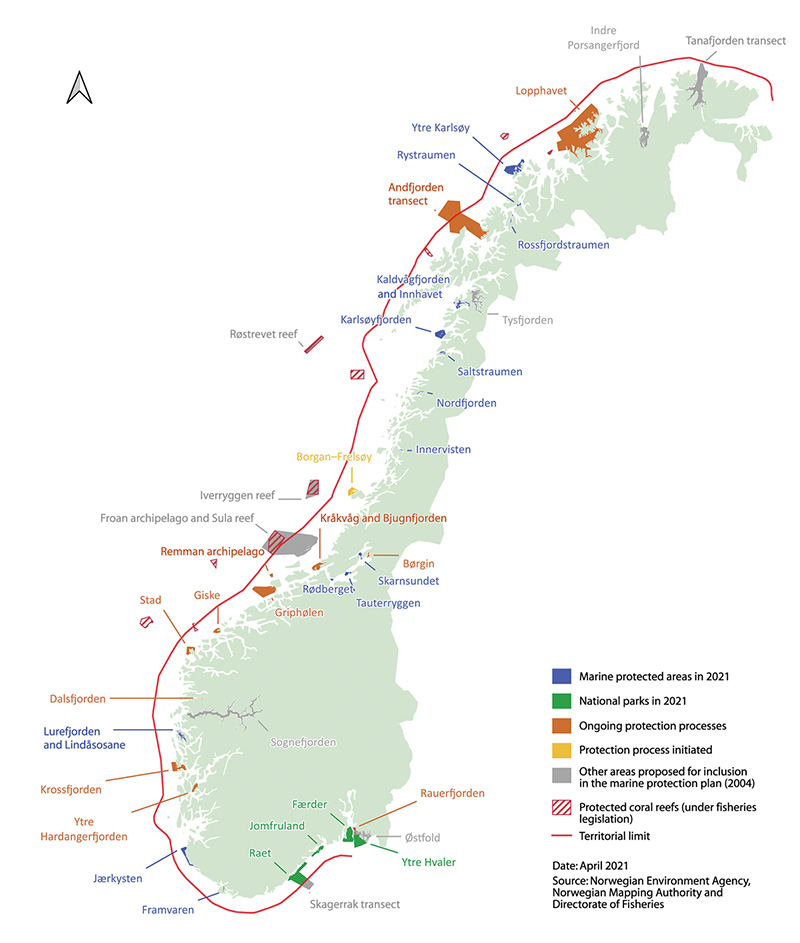 Indre
Porsangerfjord
Tanafjorden transect
Lopphavet
Ytre Karlsøy
Rystraumen
Andfjorden
transect
Rossfjordstraumen
Kaldvågfjorden
and Innhavet
Karlsøyfjorden
Tysfjorden
Røstrevet reef
Saltstraumen
Nordfjorden
Innervisten
Borgan–Frelsøy
Iverryggen reef
Froan archipelago and Sula reef
Kråkvåg and Bjugnfjorden
Remman archipelago
Børgin
Skarnsundet
Rødberget
Tauterryggen
Giske
Stad
Griphølen
Dalsfjorden
Lurefjorden
and Lindåsosane
Sognefjorden
Krossfjorden
Ytre
Hardangerfjorden
Rauerfjorden
Færder
Jomfruland
Østfold
Raet
Ytre Hvaler
Jærkysten
Framvaren
Skagerrak transect
Marine protected areas in 2021
National parks in 2021
Ongoing protection processes
Protection process initiated
Other areas proposed for inclusion
in the marine protection plan (2004)
Protected coral reefs (under fisheries
legislation)
Territorial limit
Date: April 2021
Source: Norwegian Environment Agency,
Norwegian Mapping Authority and
Directorate of Fisheries